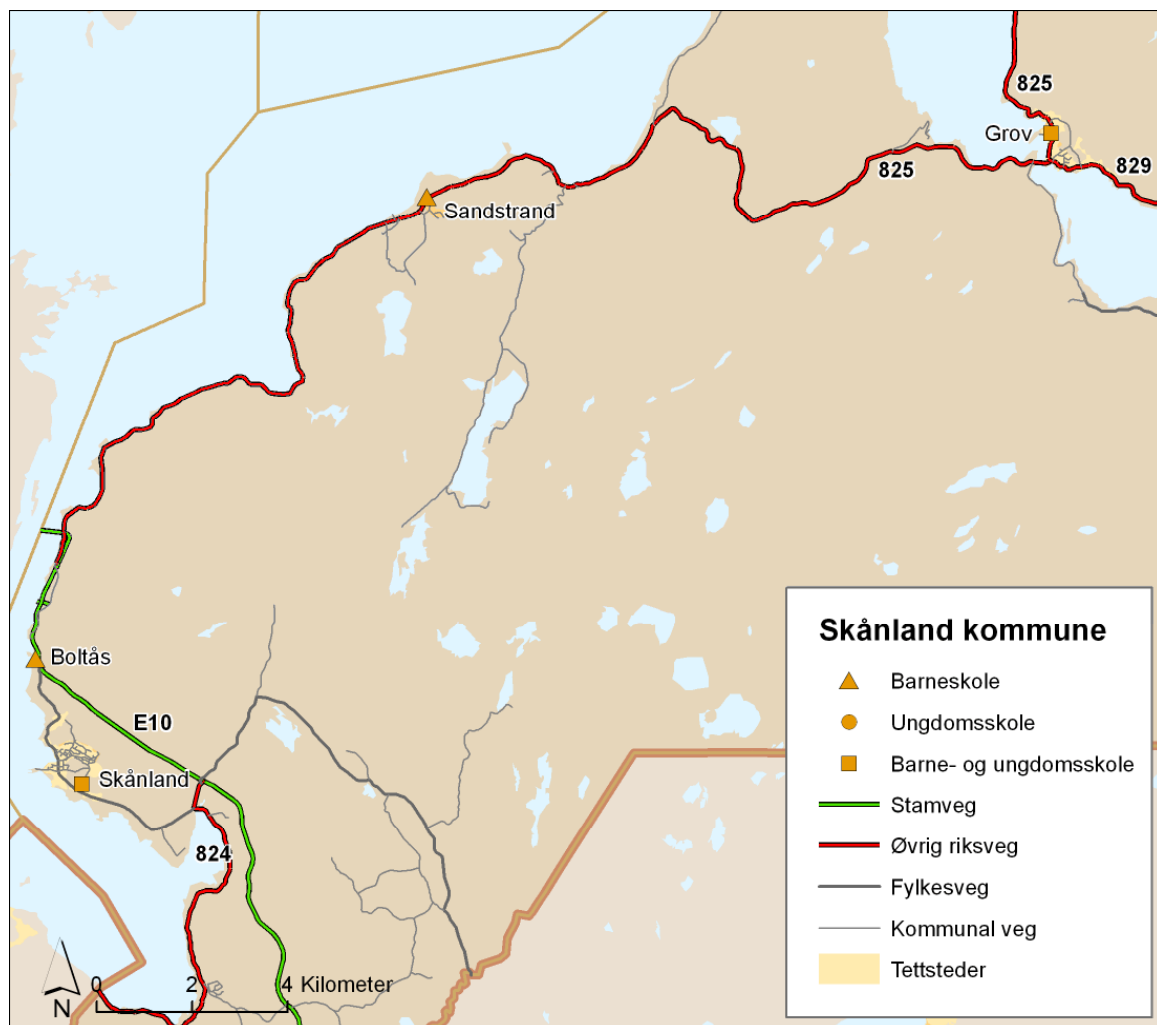 825
Grov
829
825
Sandstrand
Boltås
E10
Skånland
824
0 2 4 Kilometer
N
Skånland kommune
Barneskole
Ungdomsskole
Barne- og ungdomsskole
Stamveg
Øvrig riksveg
Fylkesveg
Kommunal veg
Tettsteder